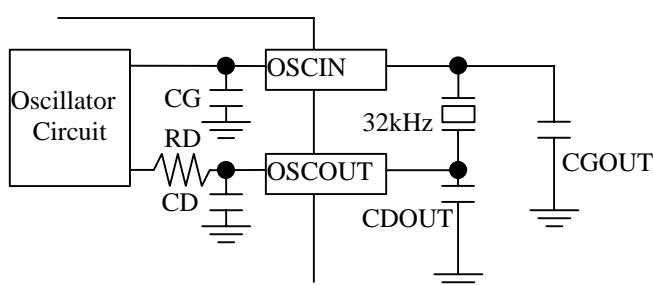 OSCIN
Oscillator
Circuit
CG
32kHz
RD
OSCOUT
CGOUT
CD
CDOUT